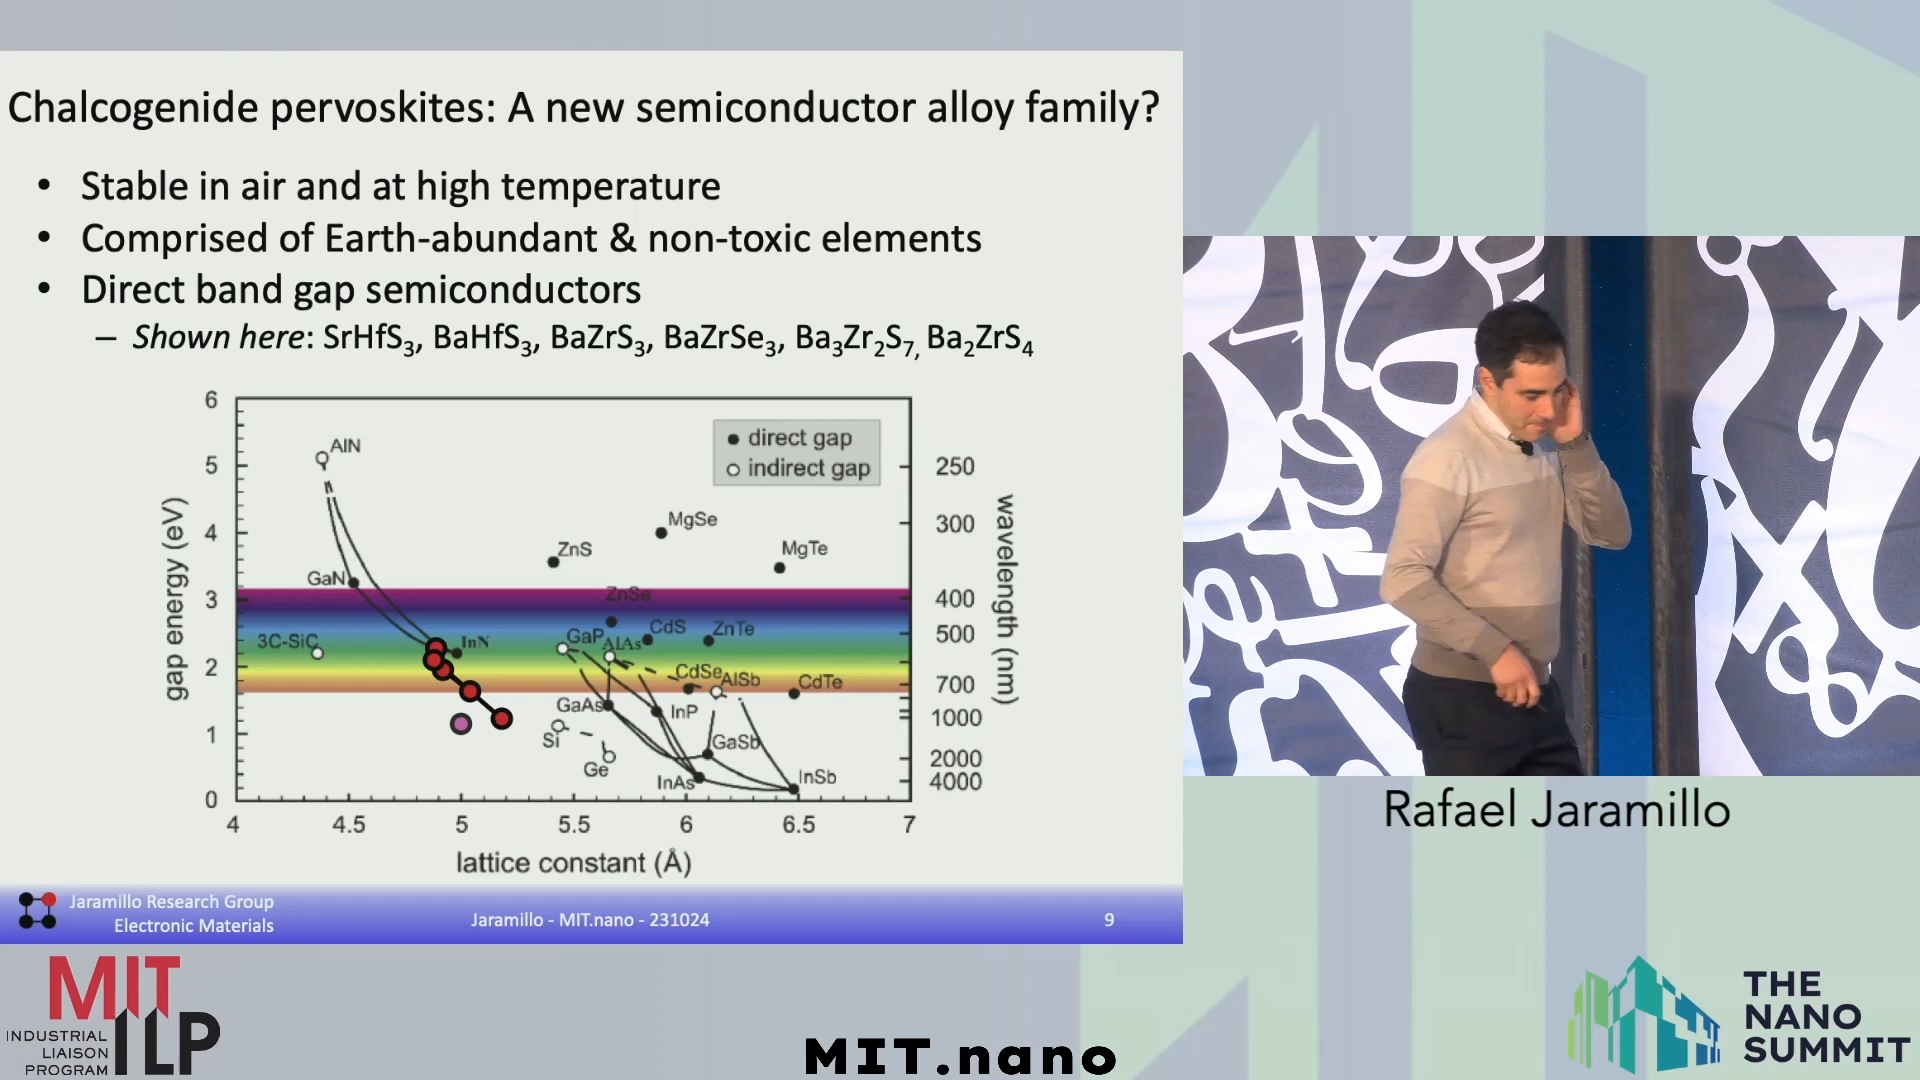 Chalcogenide pervoskites: A new semiconductor alloy family?
• Stable in air and at high temperature
• Comprised of Earth-abundant & non-toxic elements
• Direct band gap semiconductors
– Shown here: SrHfS3, BaHfS3, BaZrS3, BaZrSe3, Ba3Zr2S7, Ba2ZrS4
direct gap
indirect gap
gap energy (eV)
6
5
4
3
2
1
0
AlN
MgSe
ZnS
MgTe
GaN
ZnSe
3C-SiC
InN
GaP
AlAs
CdS
ZnTe
CdSe
AlSb
CdTe
GaAs
InP
Si
Ge
GaSb
InAs
InSb
250
300
400
500
700
1000
2000
4000
wavelength (nm)
4 4.5 5 5.5 6 6.5 7
lattice constant (Å)
Jaramillo Research Group
Electronic Materials
Jaramillo - MIT.nano - 231024
9
Rafael Jaramillo
MIT
ILP
INDUSTRIAL
LIAISON
PROGRAM
MIT.nano
THE
NANO
SUMMIT